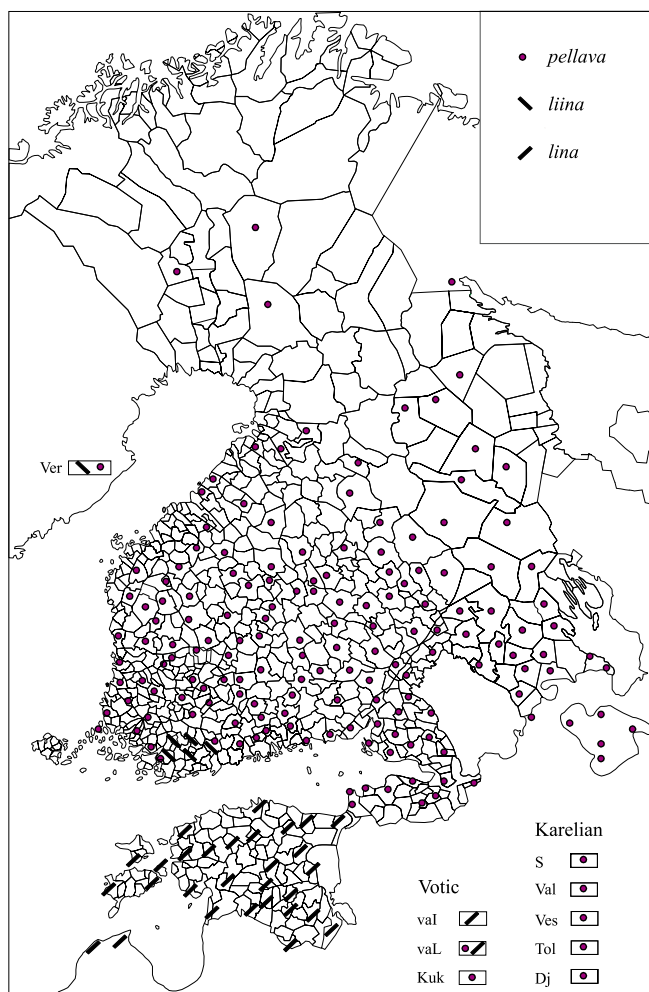 pellava
liina
lina
Ver
Karelian
S
Val
Votic
Ves
vaI
Tol
vaL
Dj
Kuk